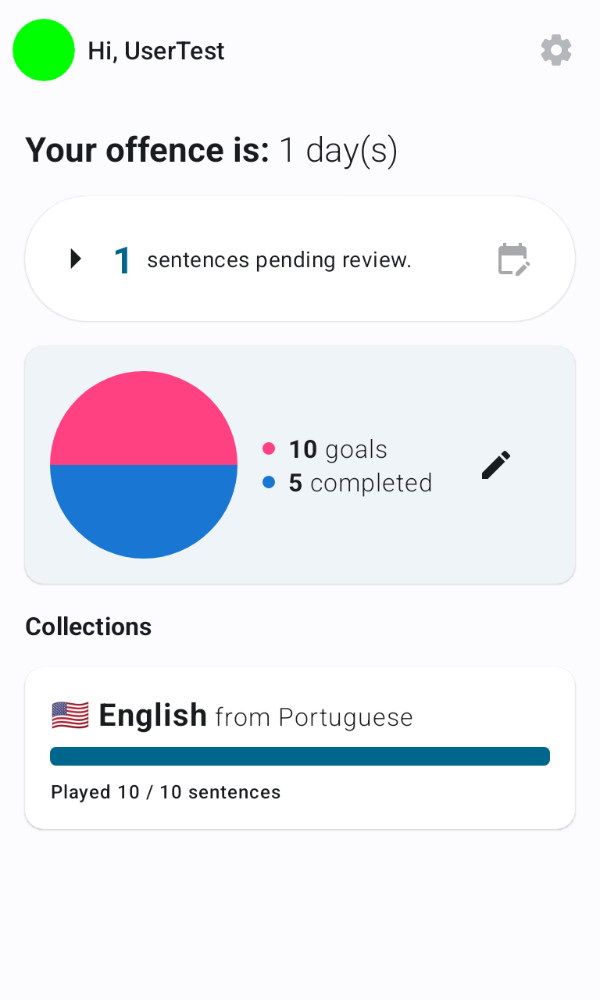 Hi, UserTest
Your offence is: 1 day(s)
1 sentences pending review.
10 goals
5 completed
Collections
English from Portuguese
Played 10 / 10 sentences